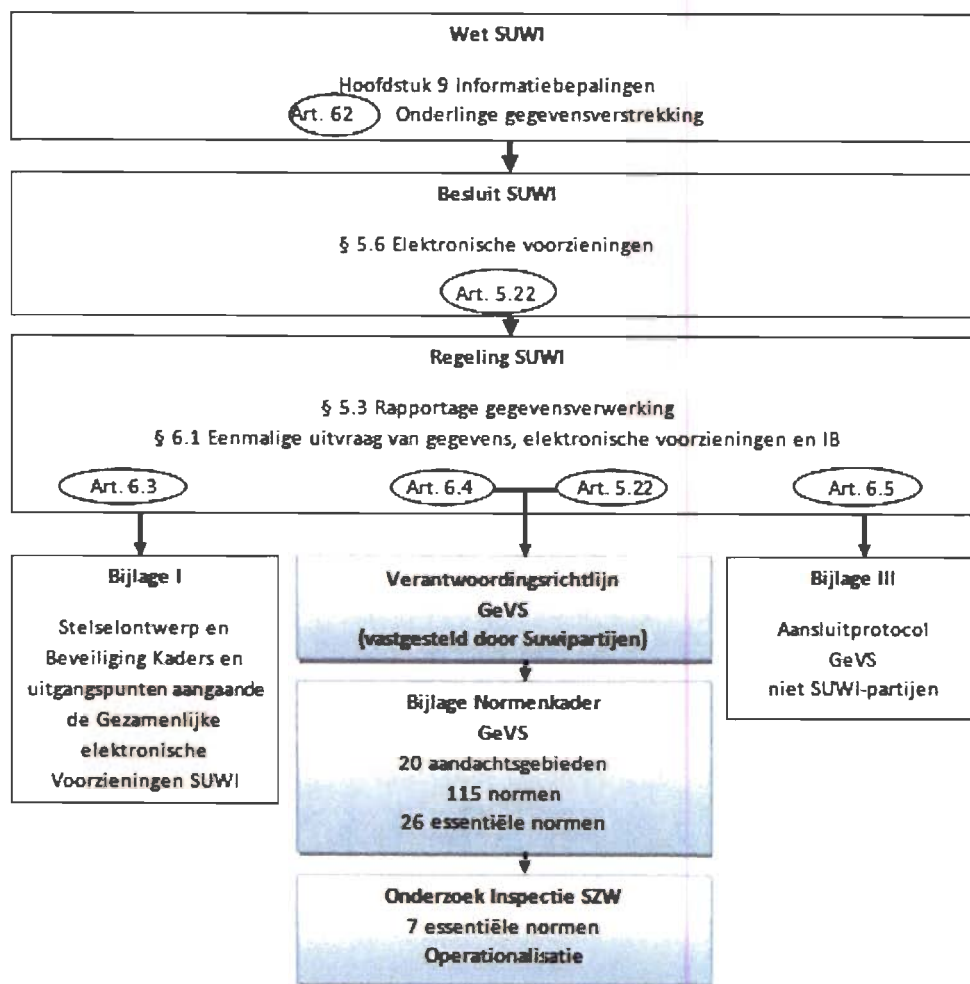 Wet SUWI
Hoofdstuk 9 Informatiebepalingen
Art. 62 Onderlinge gegevensverstrekking
Besluit SUWI
§ 5.6 Elektronische voorzieningen
Art. 5.22
Regeling SUWI
§ 5.3 Rapportage gegevensverwerking
§ 6.1 Eenmalige uitvraag van gegevens, elektronische voorzieningen en IB
Art. 6.3
Art. 6.4
Art. 5.22
Art. 6.5
Bijlage I
Stelselontwerp en
Beveiliging Kaders en
uitgangspunten aangaande
de Gezamenlijke
elektronische
Voorzieningen SUWI
Verantwoordingsrichtlijn
GeVS
(vastgesteld door Suwipartijen)
Bijlage Normenkader
GeVS
20 aandachtsgebieden
115 normen
26 essentiële normen
Onderzoek Inspectie SZW
7 essentiële normen
Operationalisatie
Bijlage III
Aansluitprotocol
GeVS
niet SUWI-partijen